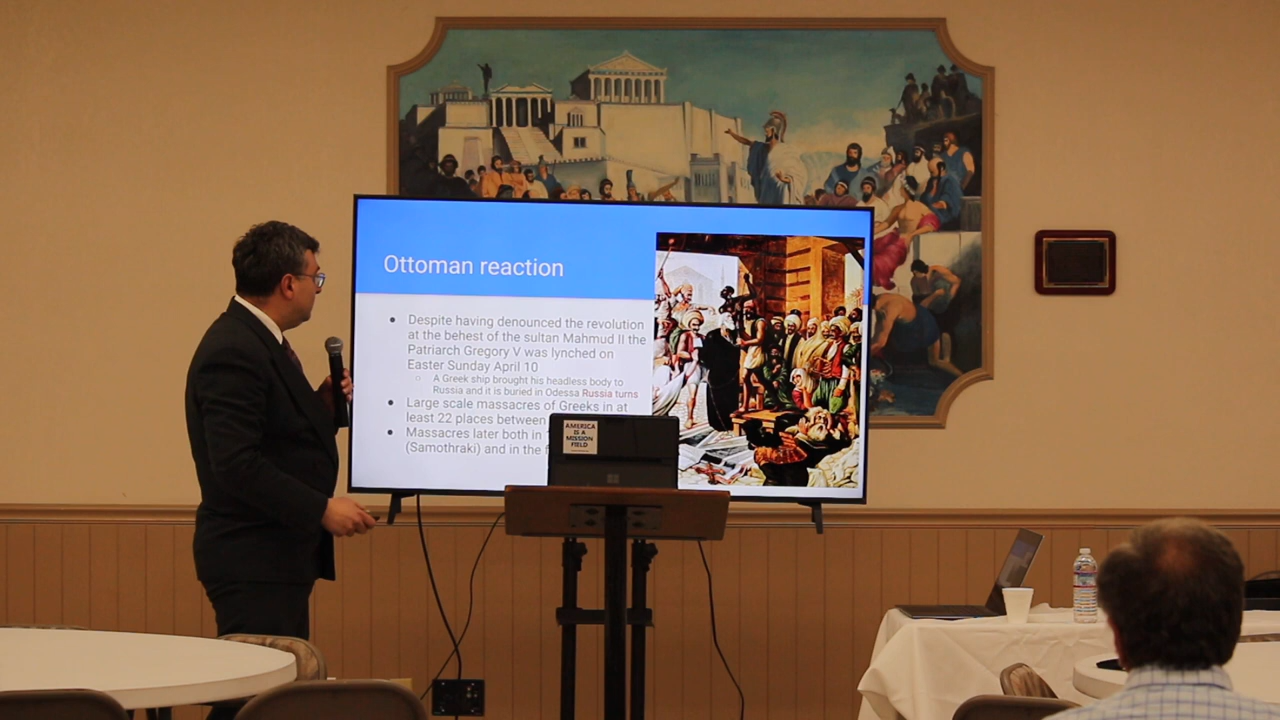 Ottoman reaction
● Despite having denounced the revolution
at the behest of the sultan Mahmud II the
Patriarch Gregory V was lynched on
Easter Sunday April 10
○ A Greek ship brought his headless body to
Russia and it is buried in Odessa Russia turns
● Large scale massacres of Greeks in at
least 22 places between
● Massacres later both in
(Samothraki) and in the
AMERICA
IS A
MISSION
FIELD